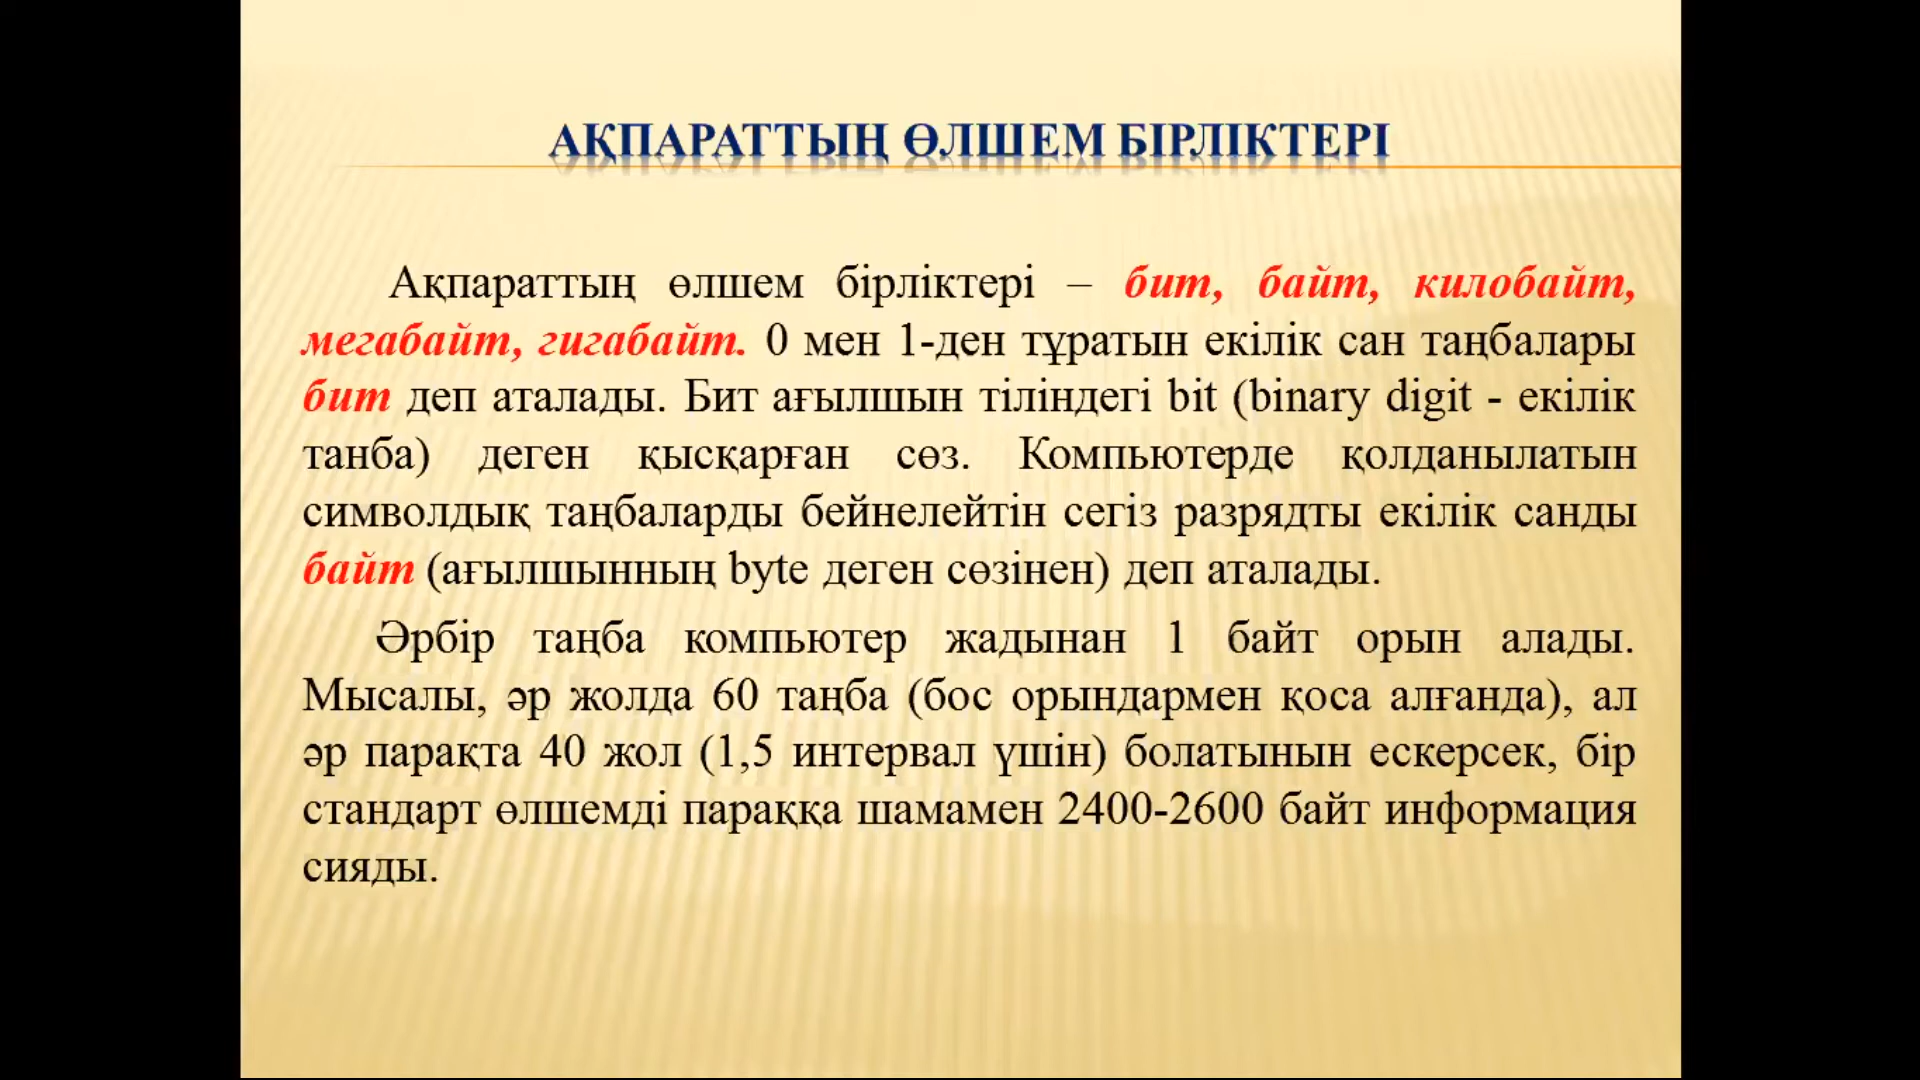 АҚПАРАТТЫҢ ӨЛШЕМ БІРЛІКТЕРІ
Ақпараттың өлшем бірліктері – бит, байт, килобайт,
мегабайт, гигабайт. 0 мен 1-ден тұратын екілік сан таңбалары
бит деп аталады. Бит ағылшын тіліндегі bit (binary digit - екілік
танба) деген қысқарған сөз. Компьютерде қолданылатын
символдық таңбаларды бейнелейтін сегіз разрядты екілік санды
байт (ағылшынның byte деген сөзінен) деп аталады.
Әрбір таңба компьютер жадынан 1 байт орын алады.
Мысалы, әр жолда 60 таңба (бос орындармен қоса алғанда), ал
әр парақта 40 жол (1,5 интервал үшін) болатынын ескерсек, бір
стандарт өлшемді параққа шамамен 2400-2600 байт информация
сияды.